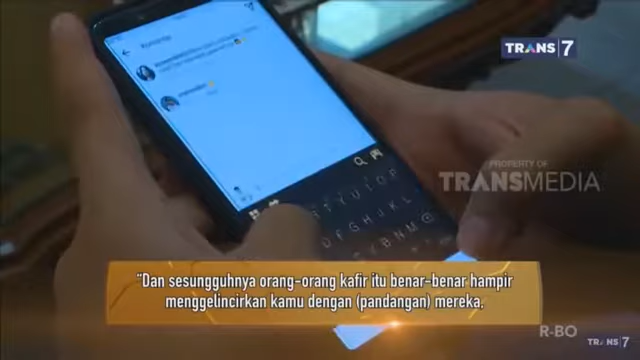 TRANS|7
Komentar
PROPERTY OF
TRANSMEDIA
R T Y U I O P
D F G H J K L
V B N M
"Dan sesungguhnya orang-orang kafir itu benar-benar hampir
menggelincirkan kamu dengan (pandangan) mereka,
R-BO
TRANS|7